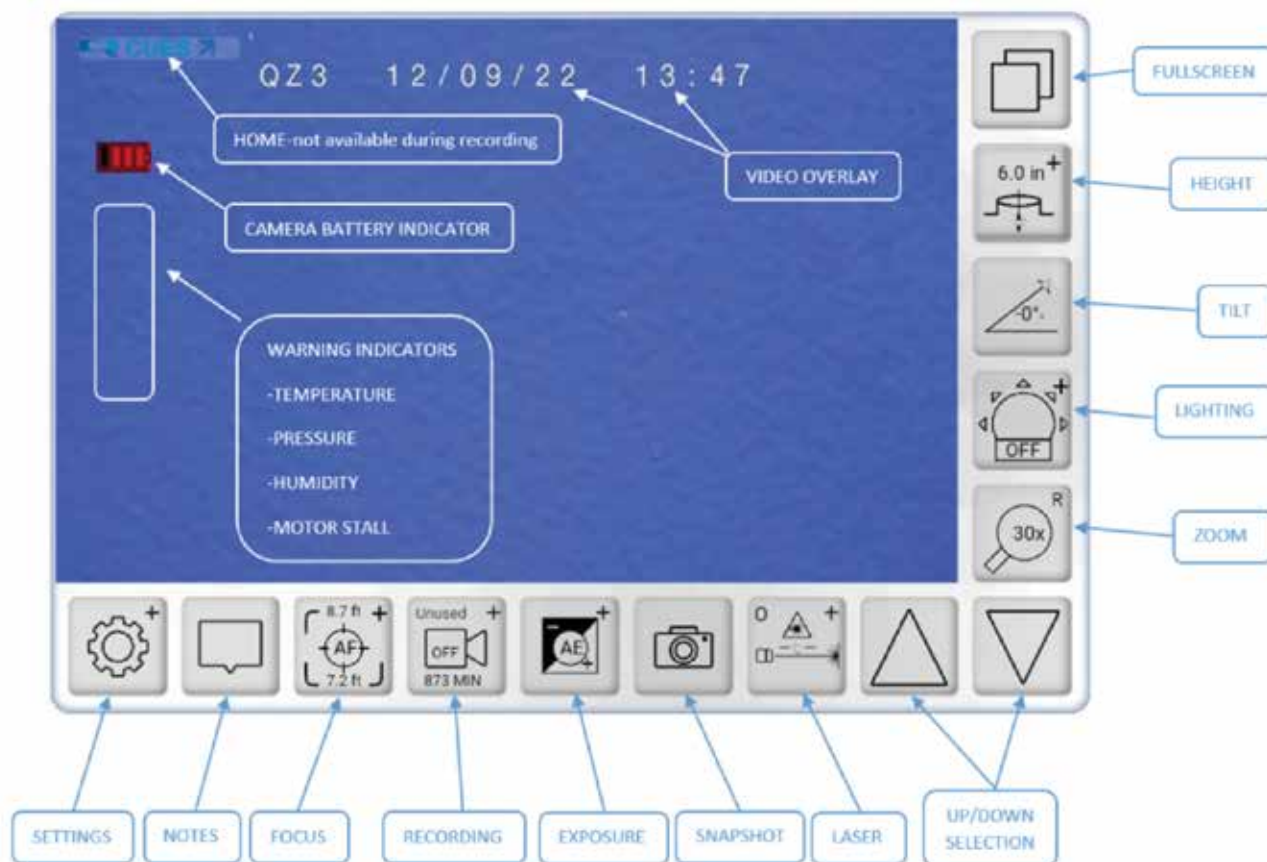 CUES
QZ3 12/09/22 13:47
HOME-not available during recording
VIDEO OVERLAY
CAMERA BATTERY INDICATOR
WARNING INDICATORS
-TEMPERATURE
-PRESSURE
-HUMIDITY
-MOTOR STALL
FULLSCREEN
6.0 in+
HEIGHT
-0°-
TILT
+
OFF
LIGHTING
R
30x
ZOOM
+
8.7 ft +
AF
7.2 ft
Unused +
OFF
873 MIN
- +
AE
+
O +
SETTINGS
NOTES
FOCUS
RECORDING
EXPOSURE
SNAPSHOT
LASER
UP/DOWN
SELECTION